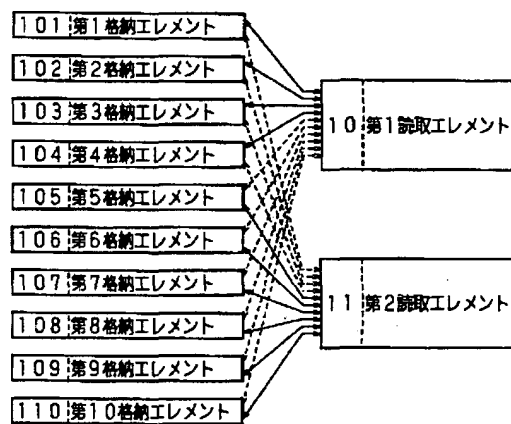 101 第1格納エレメント
102 第2格納エレメント
103 第3格納エレメント
104 第4格納エレメント
105 第5格納エレメント
106 第6格納エレメント
107 第7格納エレメント
108 第8格納エレメント
109 第9格納エレメント
110 第10格納エレメント
10 第1読取エレメント
11 第2読取エレメント